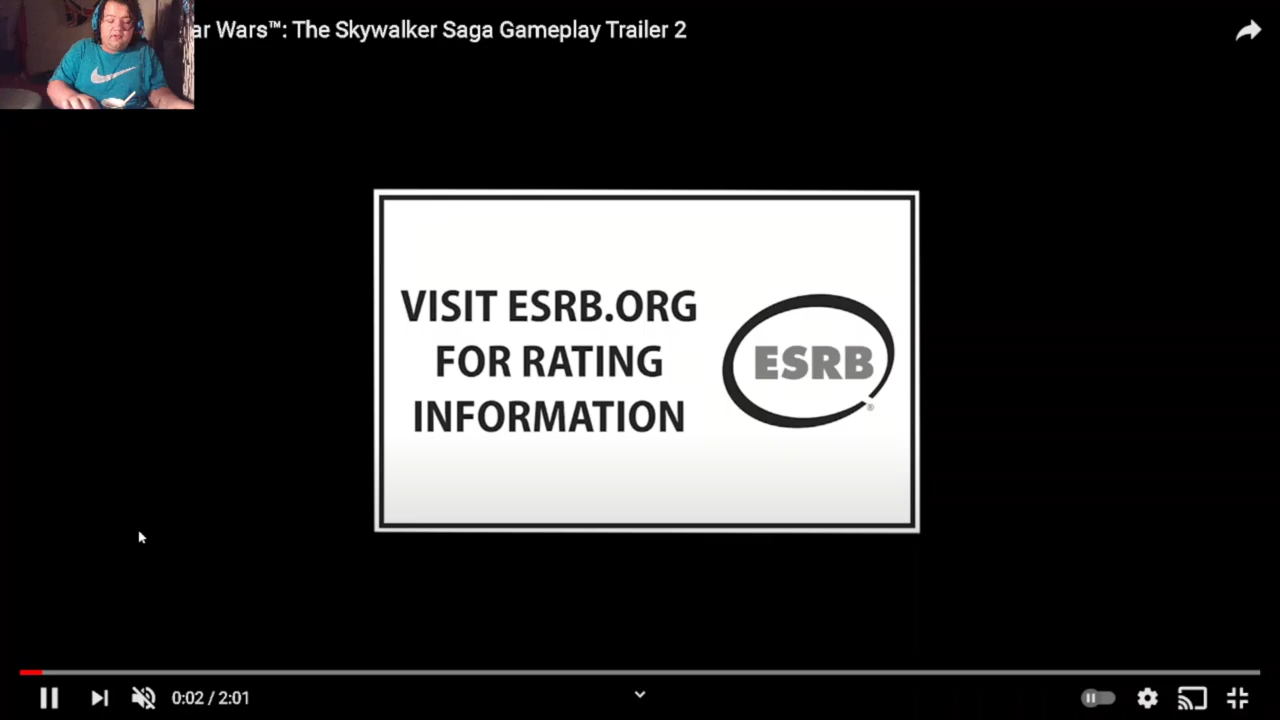 ar Wars™: The Skywalker Saga Gameplay Trailer 2
VISIT ESRB.ORG
FOR RATING
INFORMATION
ESRB
®
0:02 / 2:01